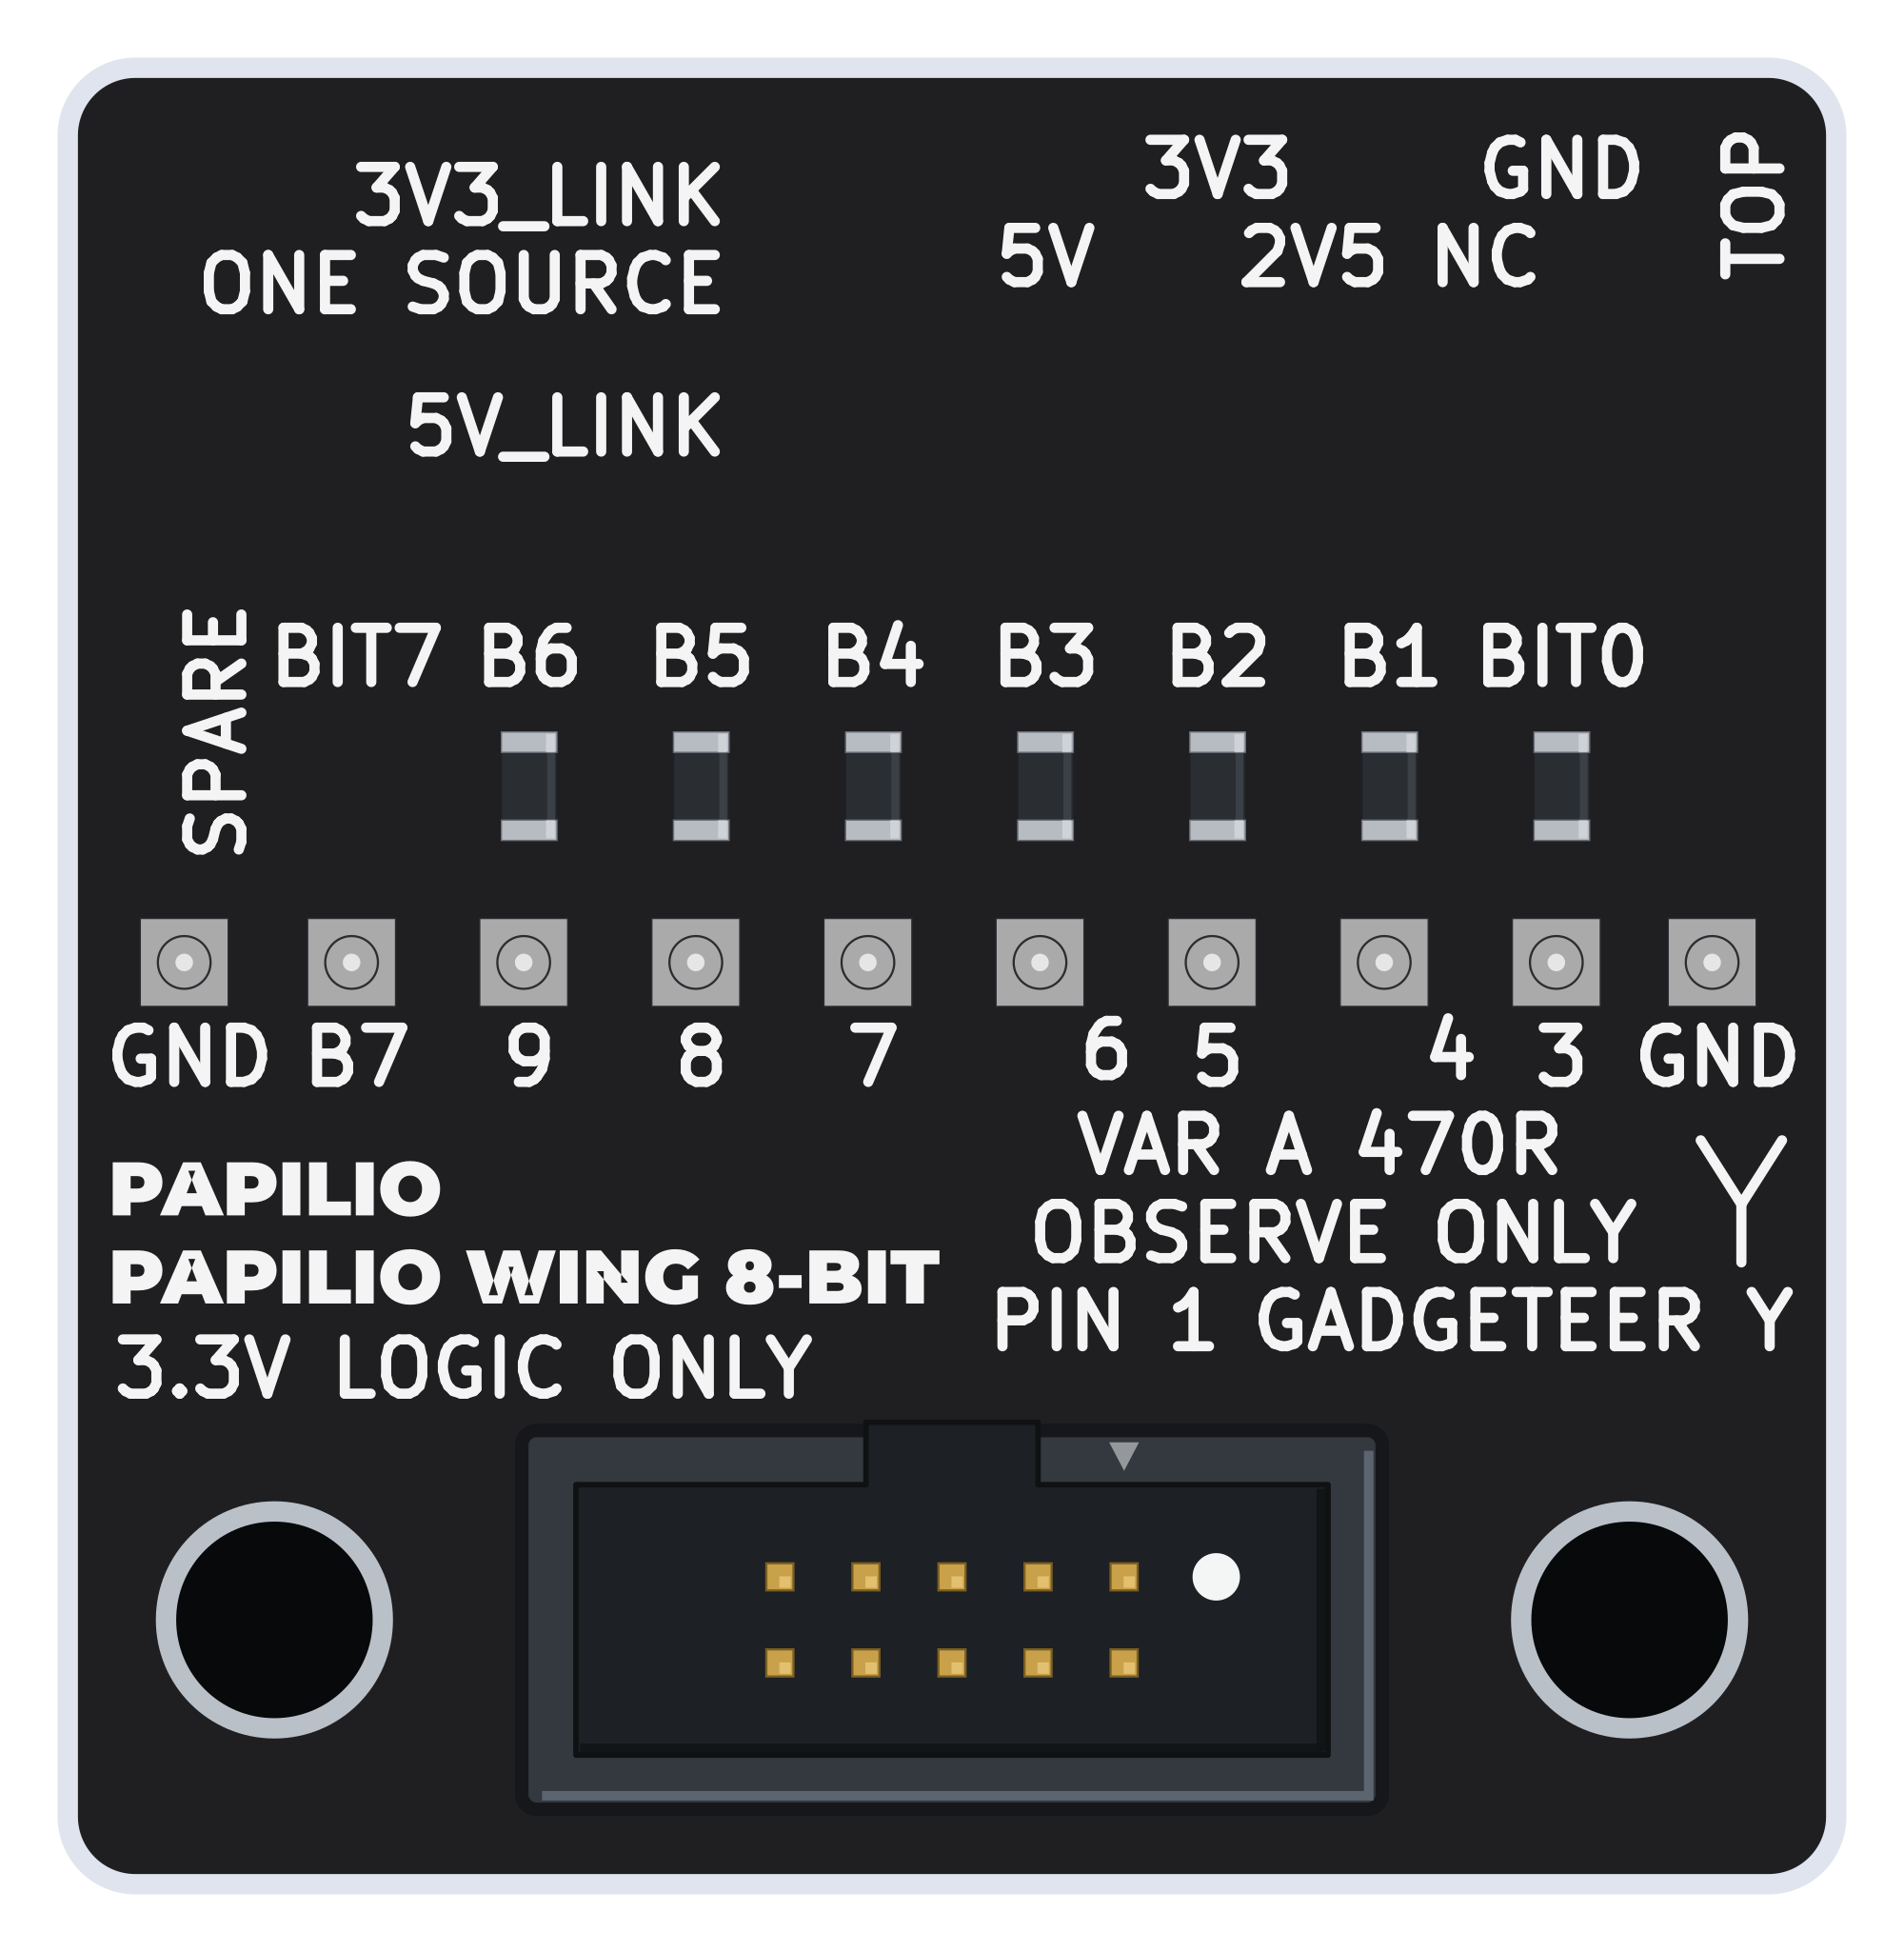 3V3 GND
TOP
3V3_LINK
5V 2V5 NC
ONE SOURCE
5V_LINK
SPARE
BIT7 B6 B5 B4 B3 B2 B1 BIT0
GND B7 9 8 7 6 5 4 3 GND
VAR A 470R
Y
PAPILIO
OBSERVE ONLY
PAPILIO WING 8-BIT
PIN 1 GADGETEER Y
3.3V LOGIC ONLY